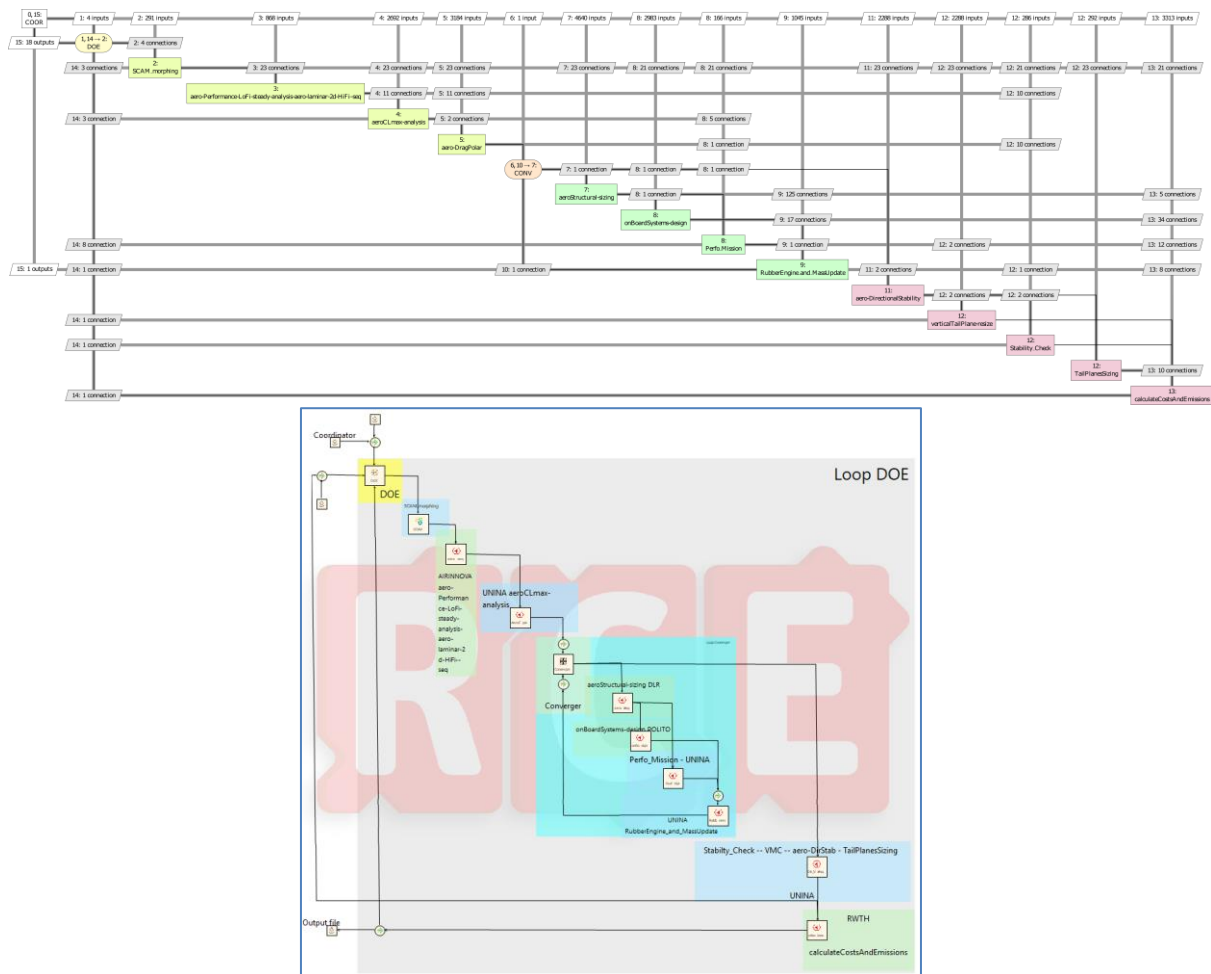 0, 15:
COOR
1: 4 inputs
2: 291 inputs
3: 868 inputs
4: 2692 inputs
5: 3184 inputs
6: 1 input
7: 4640 inputs
8: 2983 inputs
8: 166 inputs
9: 1045 inputs
11: 2288 inputs
12: 2288 inputs
12: 286 inputs
12: 292 inputs
13: 3313 inputs
15: 18 outputs
1, 14 → 2:
DOE
2: 4 connections
14: 3 connections
2:
SCAM.morphing
3: 23 connections
4: 23 connections
5: 23 connections
7: 23 connections
8: 21 connections
8: 21 connections
11: 23 connections
12: 23 connections
12: 21 connections
12: 23 connections
13: 21 connections
3:
aero-Performance-LoFi-steady-analysis-aero-laminar-2d-HiFi-seq
4: 11 connections
5: 11 connections
12: 10 connections
14: 3 connections
4:
aeroCLmax-analysis
5: 2 connections
8: 5 connections
5:
aero-DragPolar
8: 1 connection
12: 10 connections
6, 10 → 7:
CONV
7: 1 connection
8: 1 connection
8: 1 connection
7:
aeroStructural-sizing
8: 1 connection
9: 125 connections
13: 5 connections
8:
onBoardSystems-design
9: 17 connections
13: 34 connections
14: 8 connection
8:
Perfo.Mission
9: 1 connection
12: 2 connections
13: 12 connections
15: 1 outputs
14: 1 connection
10: 1 connection
9:
RubberEngine.and.MassUpdate
11: 2 connections
12: 1 connection
13: 8 connections
11:
aero-DirectionalStability
12: 2 connections
12: 2 connections
14: 1 connection
12:
verticalTailPlane-resize
14: 1 connection
12:
Stability.Check
12:
TailPlanesSizing
13: 10 connections
14: 1 connection
13:
calculateCostsAndEmissions
Coordinator
Loop DOE
DOE
SCAM.morphing
AIRINNOVA
aero-
Performan
ce-LoFi-
steady-
analysis-
aero-
laminar-2
d-HiFi--
seq
UNINA aeroCLmax-
analysis
Converger
aeroStructural-sizing DLR
onBoardSystems-design POLITO
Perfo_Mission - UNINA
UNINA
RubberEngine_and_MassUpdate
Stabilty_Check -- VMC -- aero-DirStab - TailPlanesSizing
UNINA
Output file
RWTH
calculateCostsAndEmissions
RCE